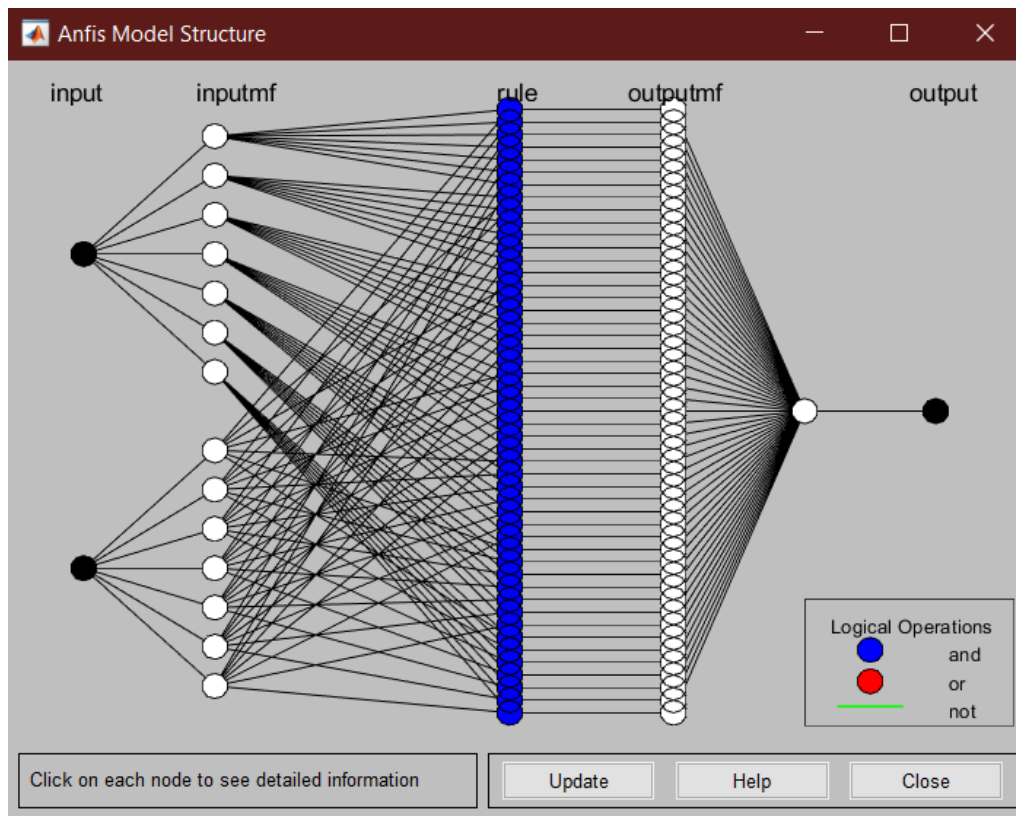 Anfis Model Structure
input inputmf rule outputmf output
Logical Operations
and
or
not
Click on each node to see detailed information
Update Help Close